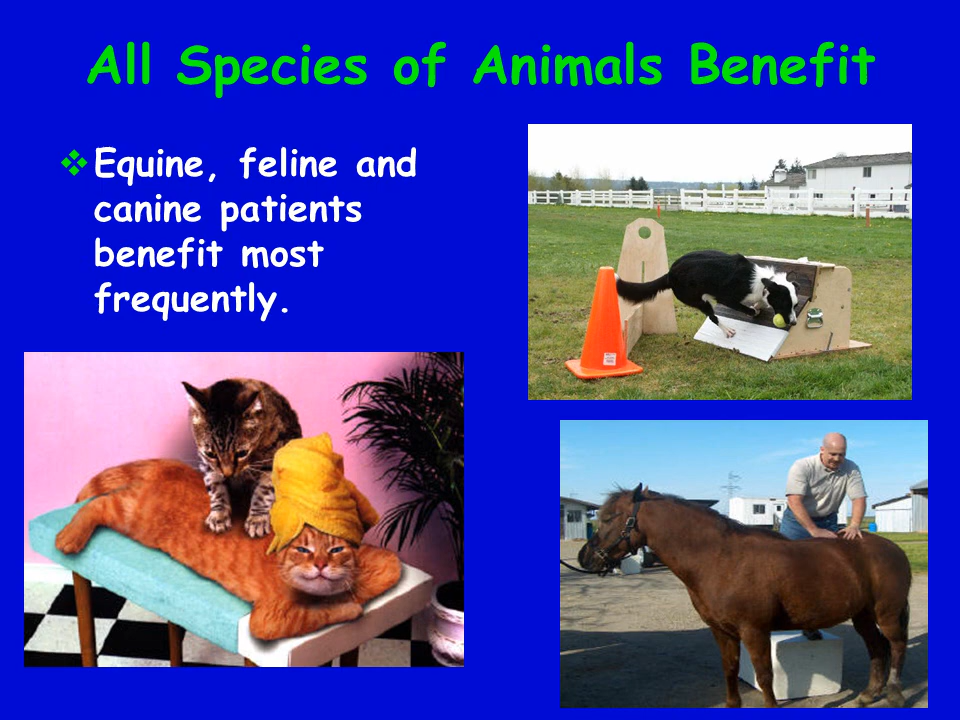 All Species of Animals Benefit
❖Equine, feline and
canine patients
benefit most
frequently.